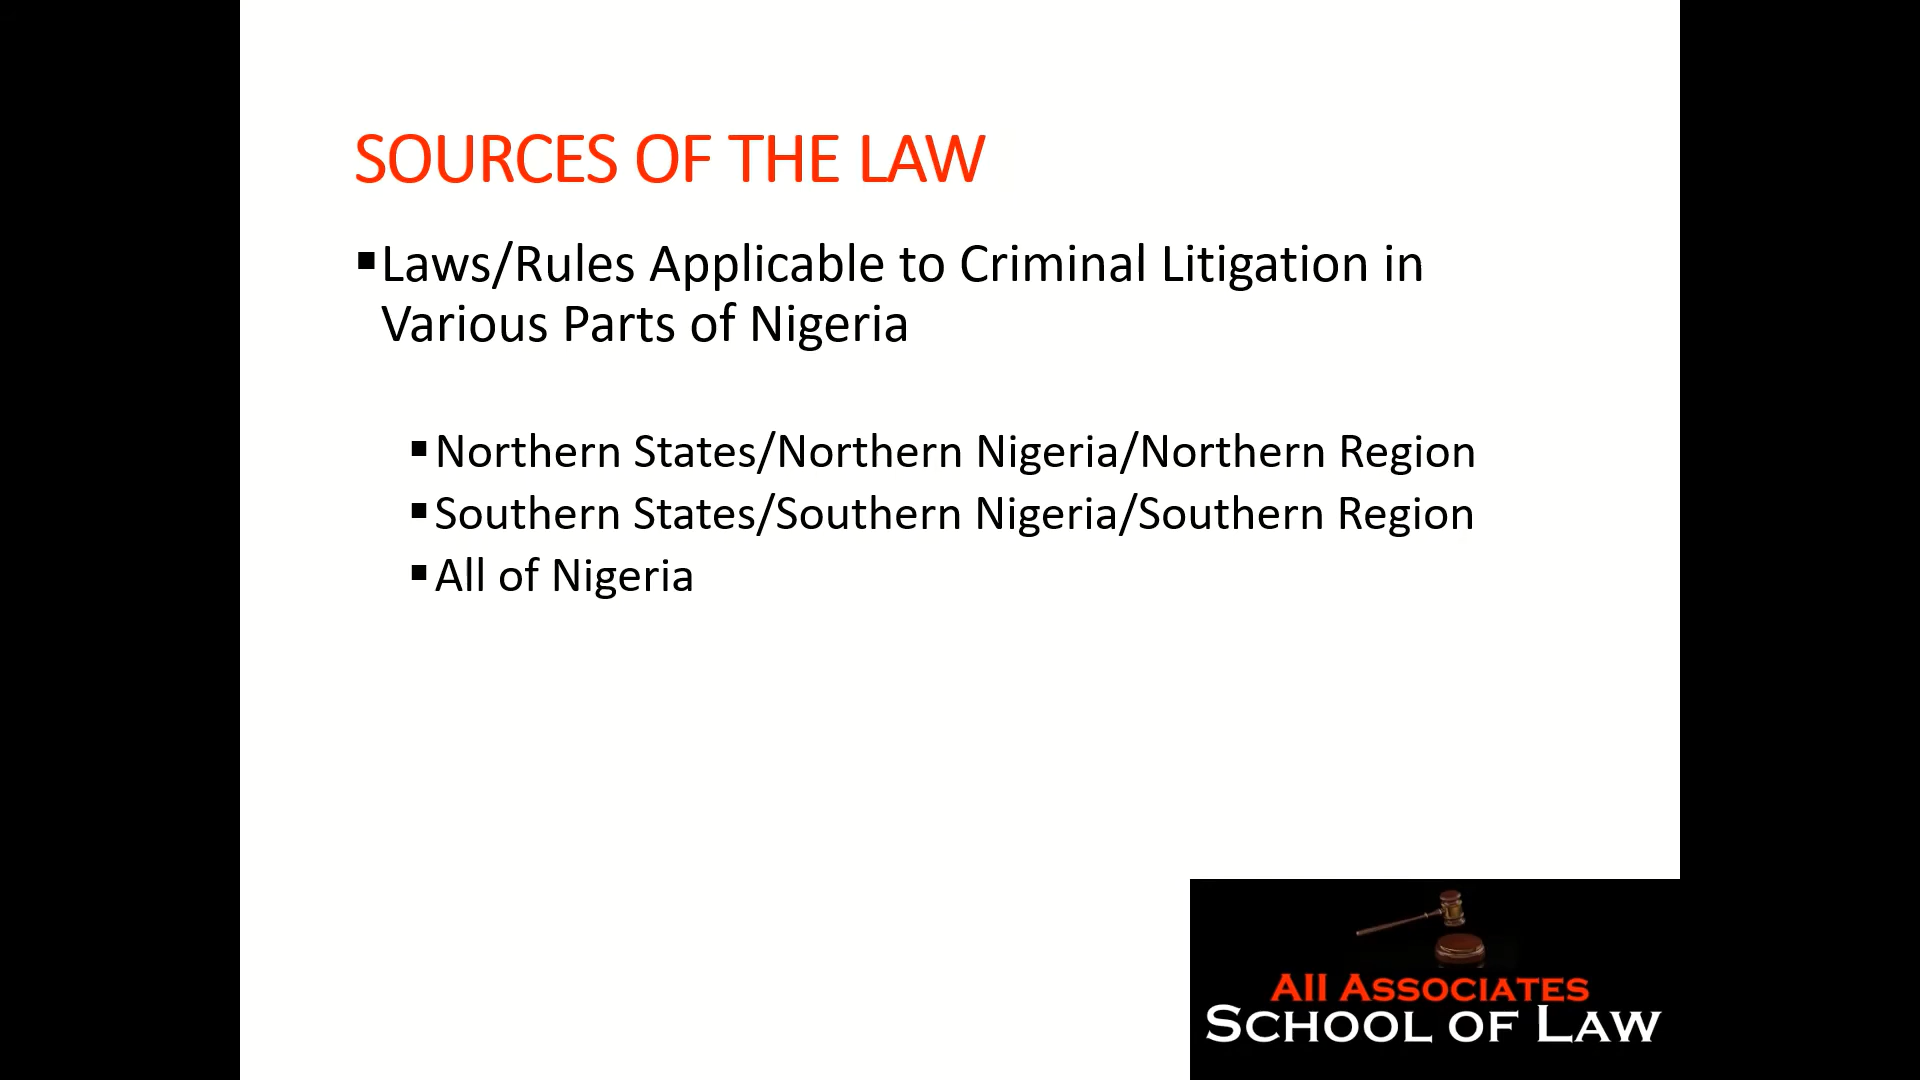 SOURCES OF THE LAW
▪Laws/Rules Applicable to Criminal Litigation in
Various Parts of Nigeria
▪Northern States/Northern Nigeria/Northern Region
▪Southern States/Southern Nigeria/Southern Region
▪All of Nigeria
All ASSOCIATES
SCHOOL OF LAW